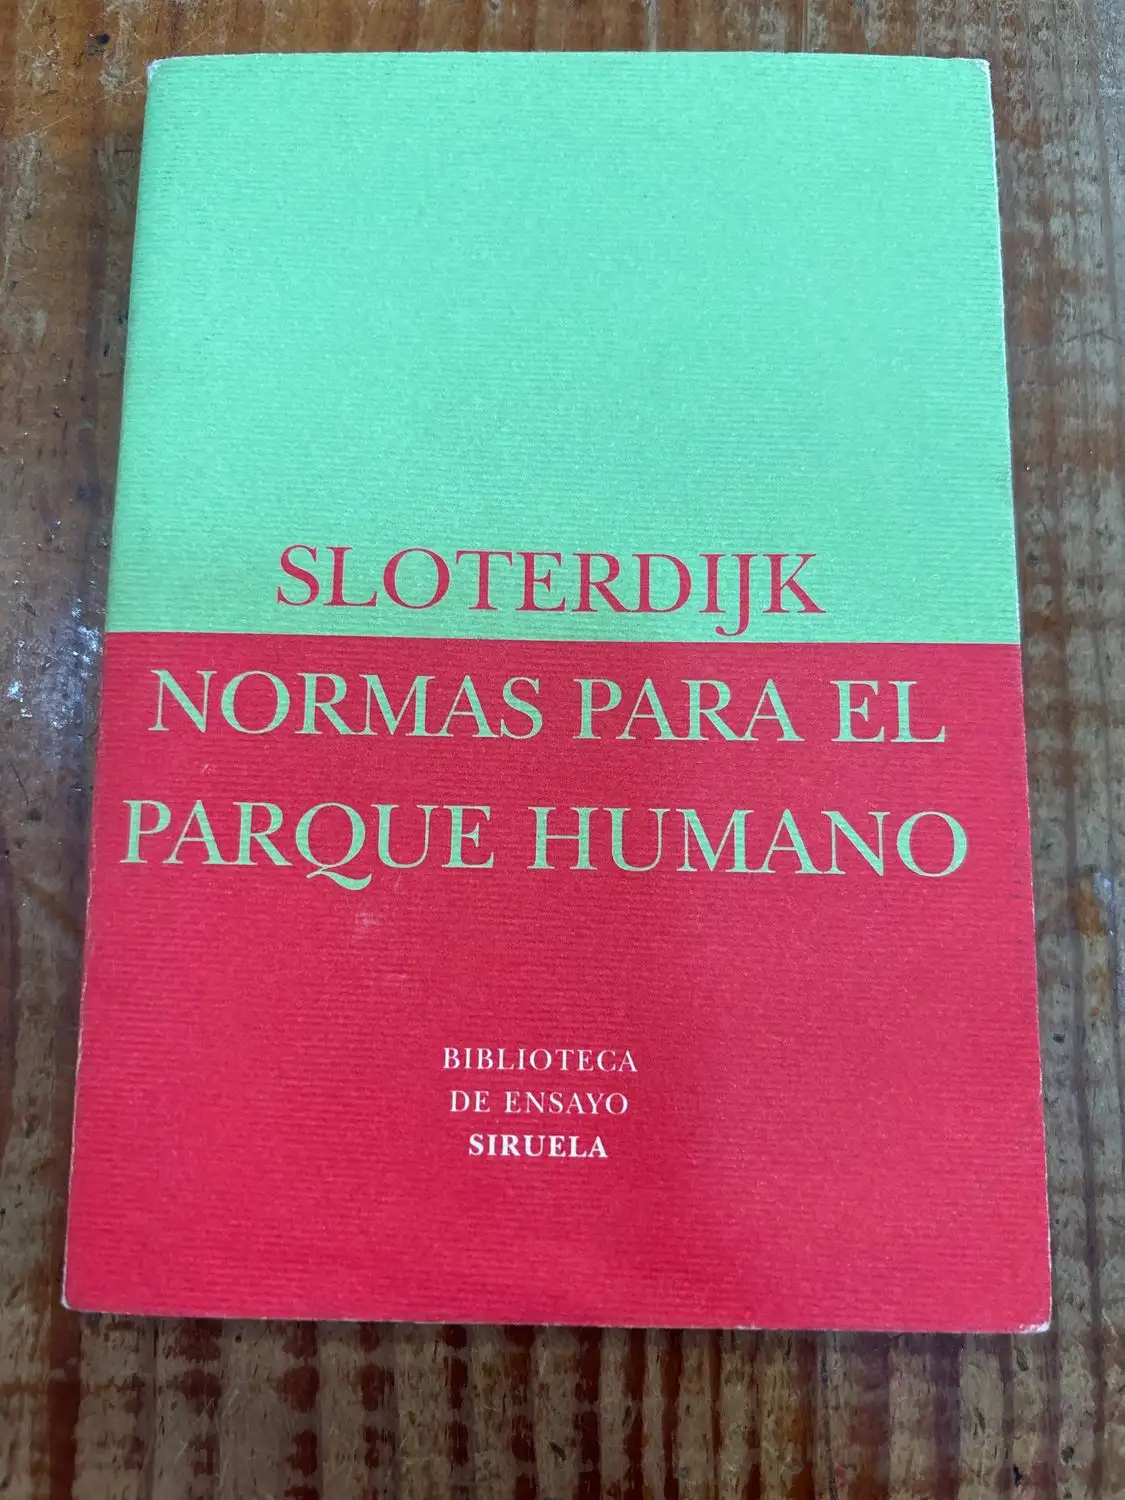 SLOTERDIJK
NORMAS PARA EL
PARQUE HUMANO
BIBLIOTECA
DE ENSAYO
SIRUELA